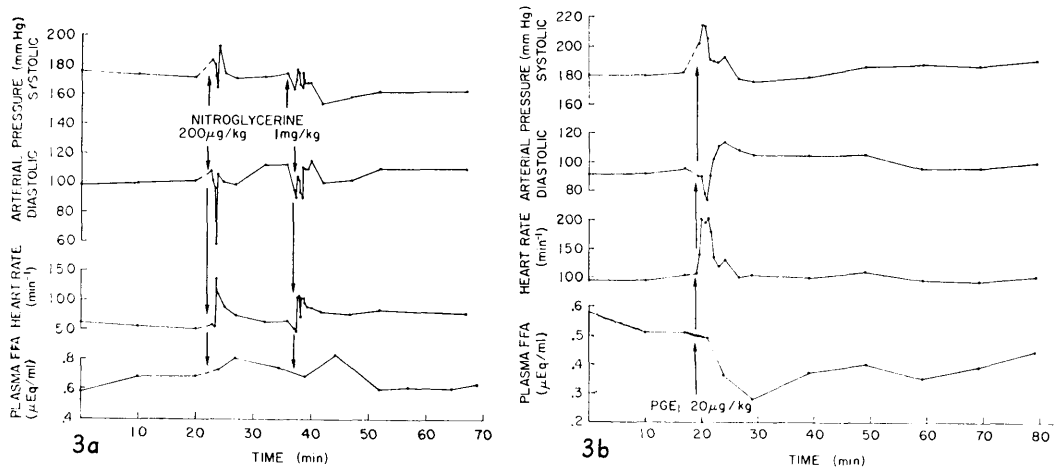 ARTERIAL PRESSURE (mm Hg)
SYSTOLIC
DIASTOLIC
200
180
160
140
NITROGLYCERINE
200µg/kg 1mg/kg
120
100
80
60
HEART RATE
(min⁻¹)
150
100
50
PLASMA FFA
(µEq/ml)
.8
.6
.4
10 20 30 40 50 60 70
3a
TIME (min)
ARTERIAL PRESSURE (mm Hg)
SYSTOLIC
DIASTOLIC
220
200
180
160
120
100
80
HEART RATE
(min⁻¹)
200
150
100
PLASMA FFA
(µEq/ml)
.6
.5
.4
.3
.2
PGE₁ 20µg/kg
10 20 30 40 50 60 70 80
3b
TIME (min)